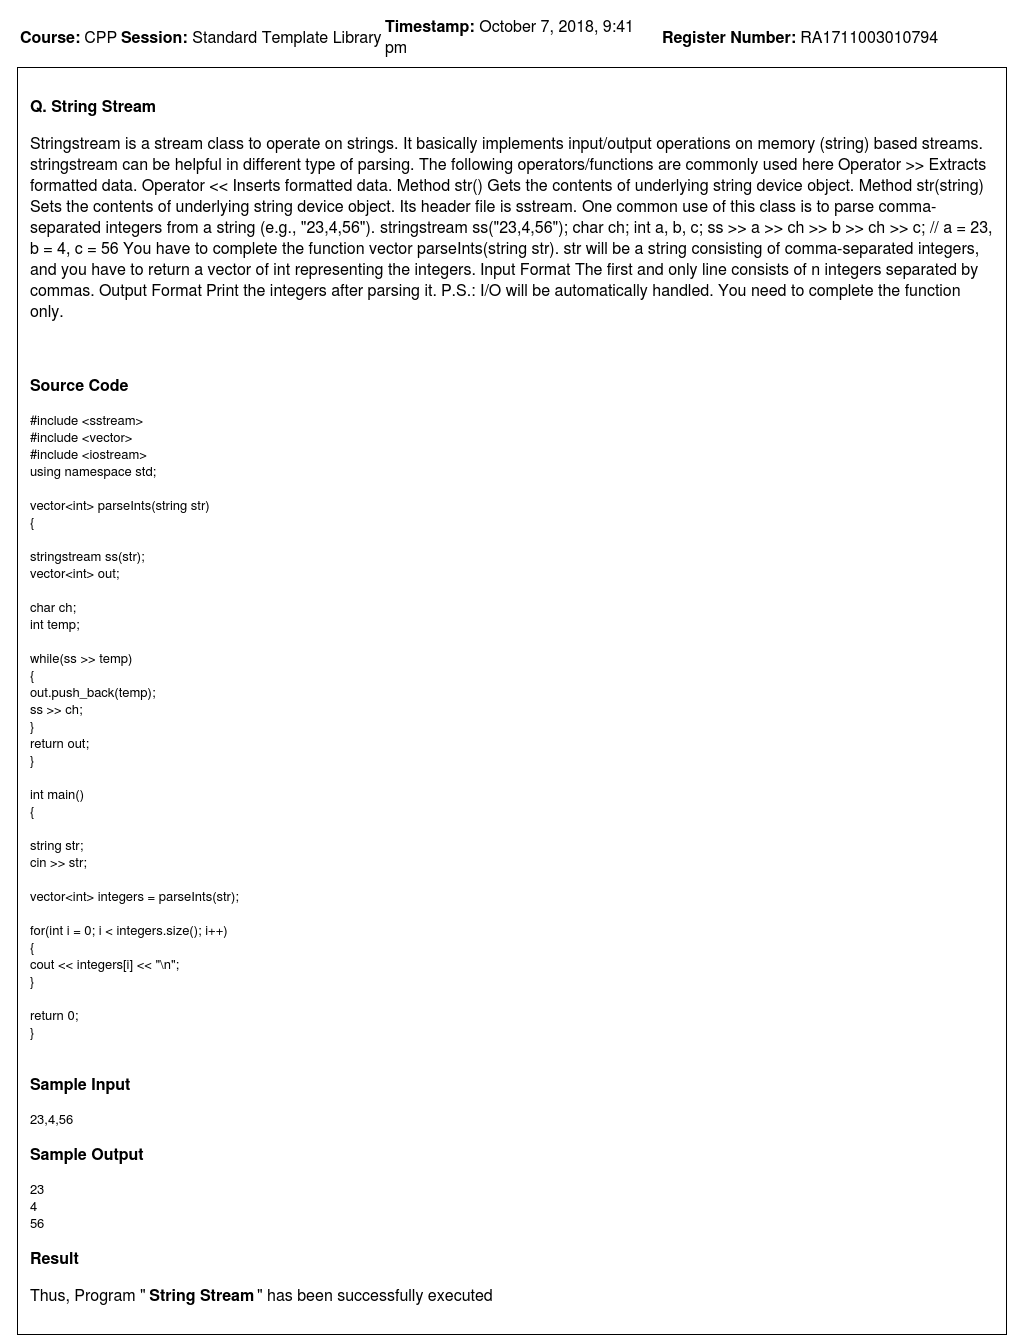 Course: CPP Session: Standard Template Library Timestamp: October 7, 2018, 9:41 pm Register Number: RA1711003010794
Q. String Stream
Stringstream is a stream class to operate on strings. It basically implements input/output operations on memory (string) based streams.
stringstream can be helpful in different type of parsing. The following operators/functions are commonly used here Operator >> Extracts
formatted data. Operator << Inserts formatted data. Method str() Gets the contents of underlying string device object. Method str(string)
Sets the contents of underlying string device object. Its header file is sstream. One common use of this class is to parse comma-
separated integers from a string (e.g., "23,4,56"). stringstream ss("23,4,56"); char ch; int a, b, c; ss >> a >> ch >> b >> ch >> c; // a = 23,
b = 4, c = 56 You have to complete the function vector parseInts(string str). str will be a string consisting of comma-separated integers,
and you have to return a vector of int representing the integers. Input Format The first and only line consists of n integers separated by
commas. Output Format Print the integers after parsing it. P.S.: I/O will be automatically handled. You need to complete the function
only.
Source Code
#include <sstream>
#include <vector>
#include <iostream>
using namespace std;
vector<int> parseInts(string str)
{
stringstream ss(str);
vector<int> out;
char ch;
int temp;
while(ss >> temp)
{
out.push_back(temp);
ss >> ch;
}
return out;
}
int main()
{
string str;
cin >> str;
vector<int> integers = parseInts(str);
for(int i = 0; i < integers.size(); i++)
{
cout << integers[i] << "\n";
}
return 0;
}
Sample Input
23,4,56
Sample Output
23
4
56
Result
Thus, Program " String Stream " has been successfully executed